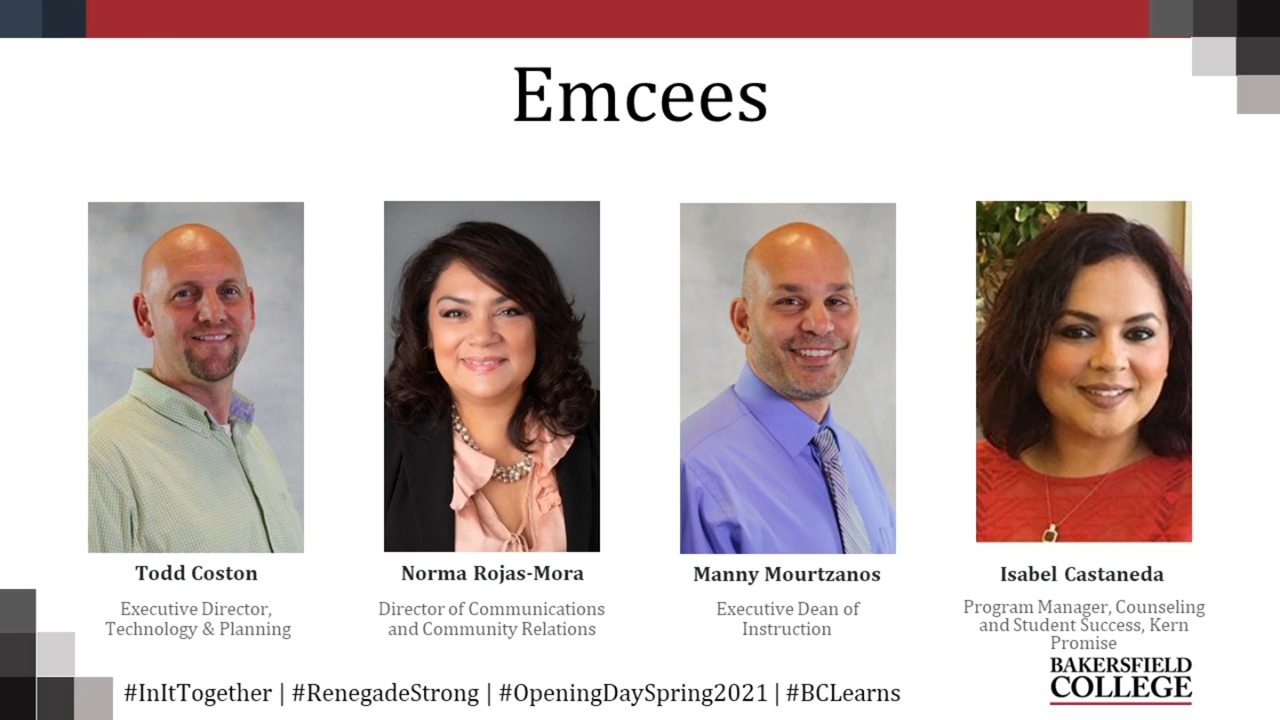 Emcees
Todd Coston
Executive Director,
Technology & Planning
Norma Rojas-Mora
Director of Communications
and Community Relations
Manny Mourtzanos
Executive Dean of
Instruction
Isabel Castaneda
Program Manager, Counseling
and Student Success, Kern
Promise
#InItTogether | #RenegadeStrong | #OpeningDaySpring2021 | #BCLearns
BAKERSFIELD
COLLEGE